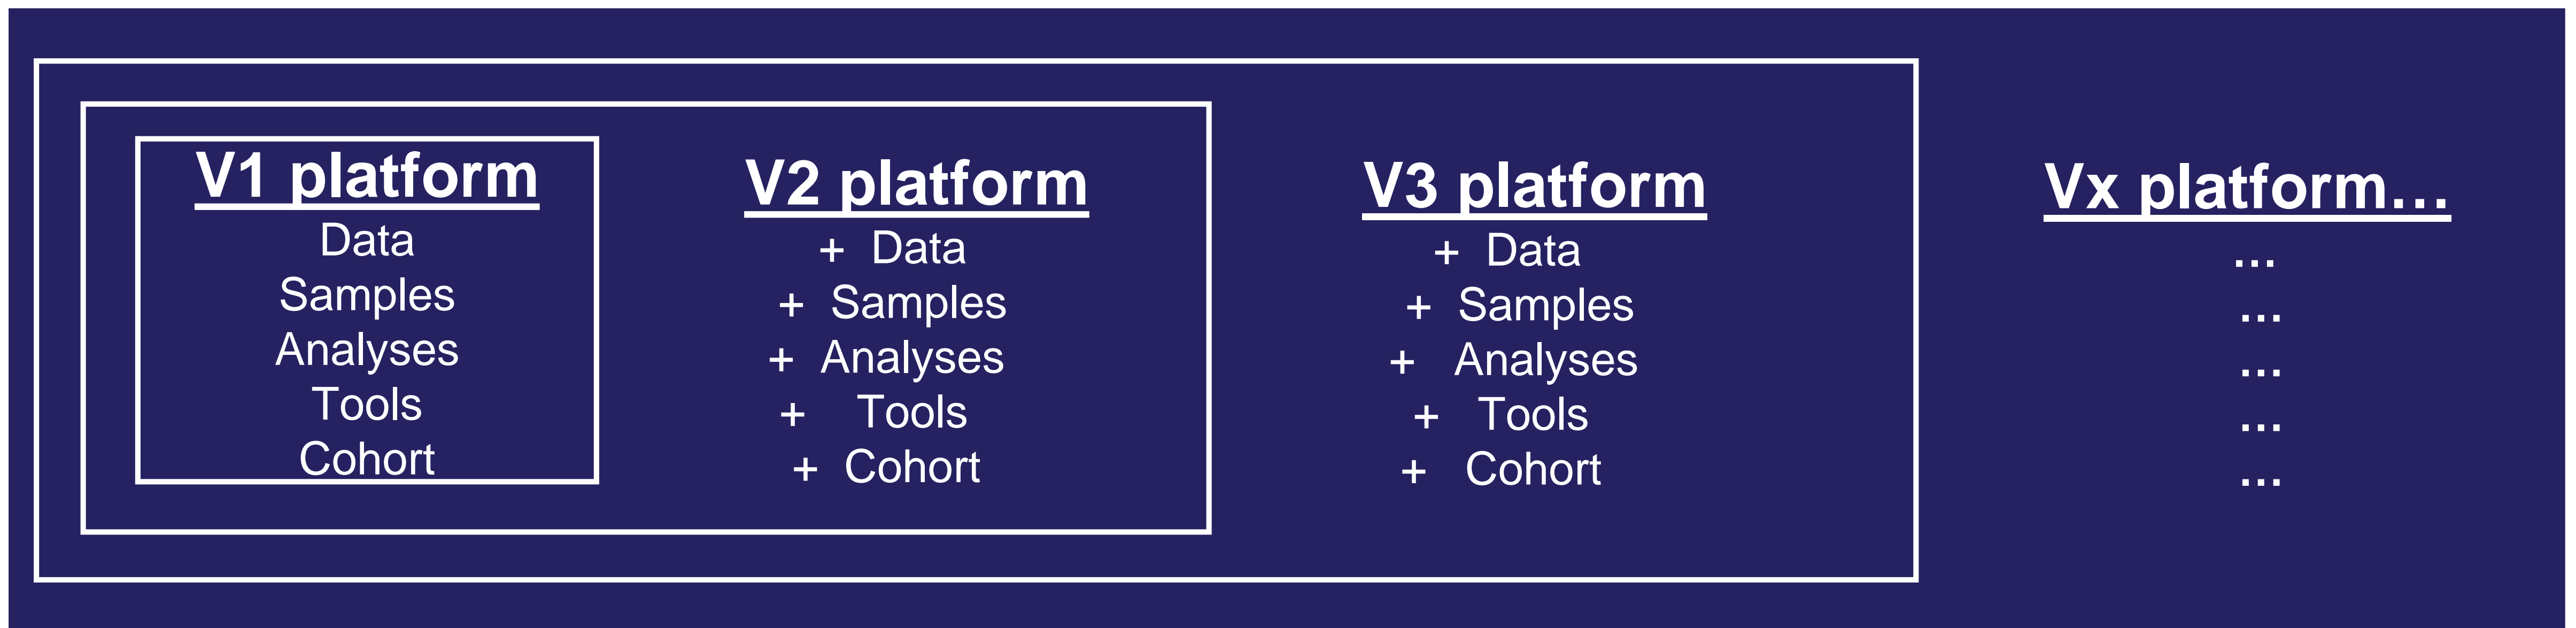 V1 platform
Data
Samples
Analyses
Tools
Cohort
V2 platform
+ Data
+ Samples
+ Analyses
+ Tools
+ Cohort
V3 platform
+ Data
+ Samples
+ Analyses
+ Tools
+ Cohort
Vx platform...
...
...
...
...
...